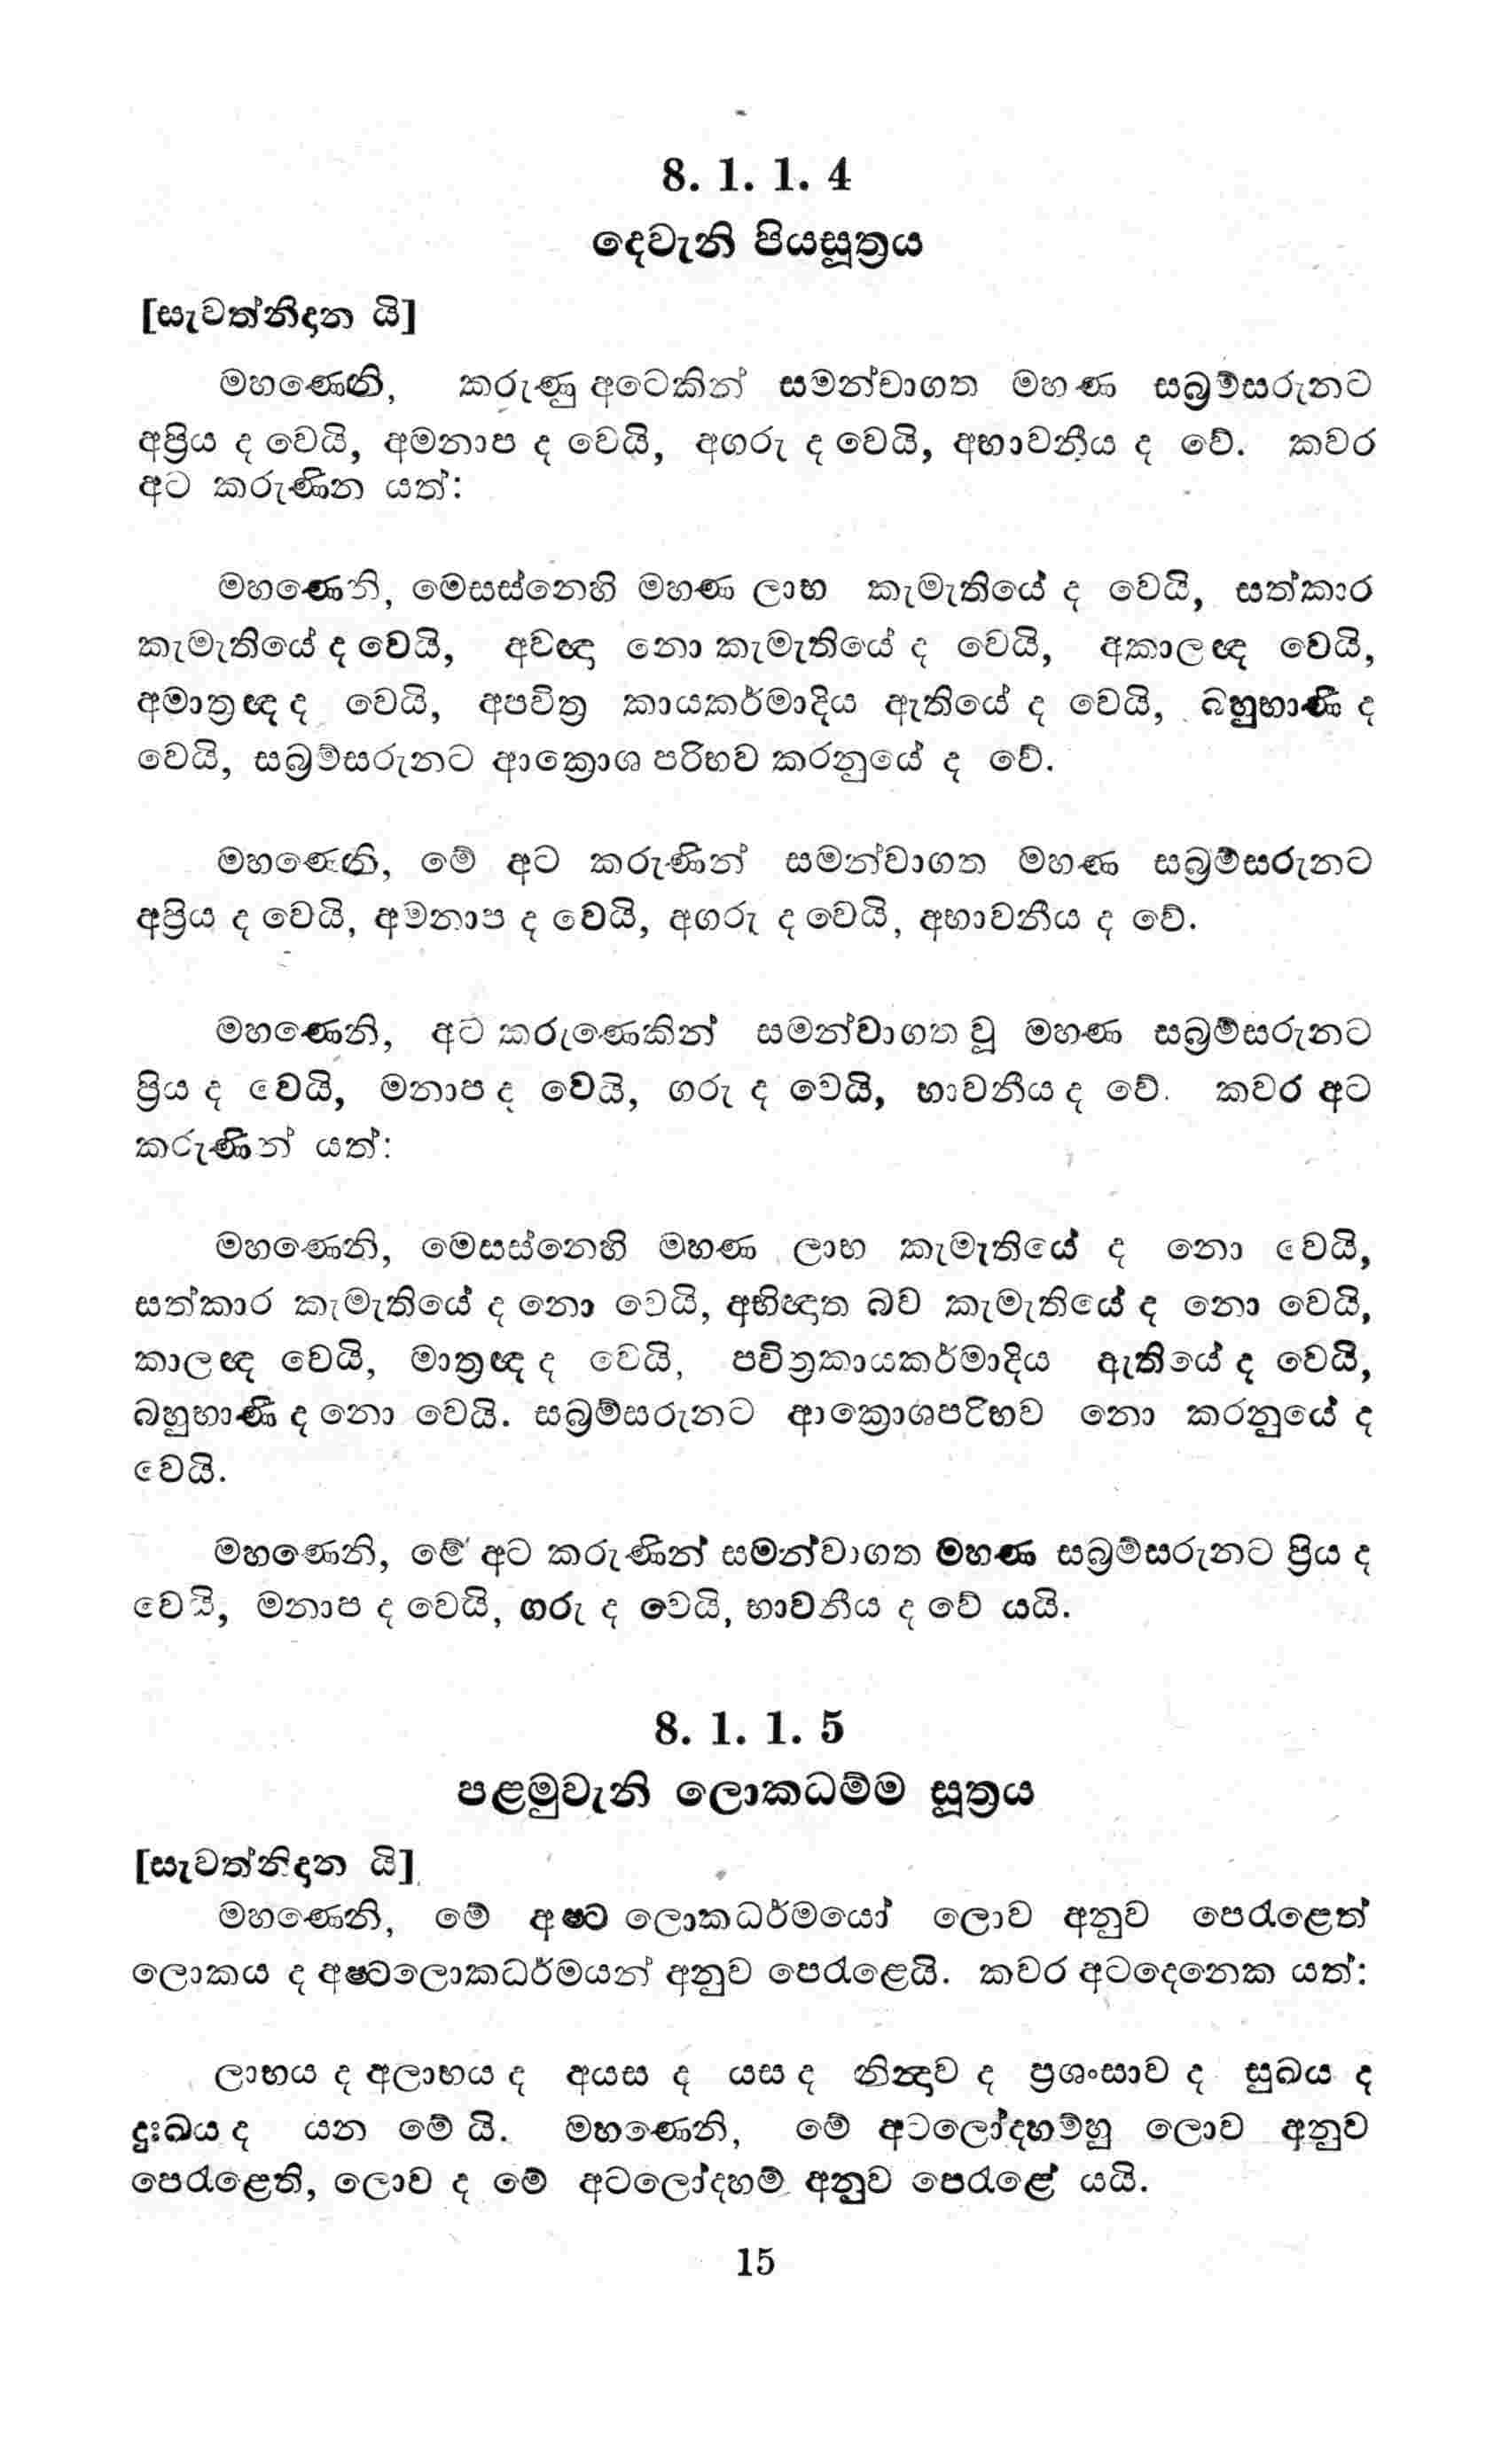 8. 1. 1. 4
දෙවැනි පියසූත්‍රය
[සැවත්නිදාන යි]
මහණෙනි, කරුණු අටෙකින් සමන්වාගත මහණ සබ්‍රම්සරුනට
අප්‍රිය ද වෙයි, අමනාප ද වෙයි, අගරු ද වෙයි, අභාවනීය ද වේ. කවර
අට කරුණින යත්:
මහණෙනි, මෙසස්නෙහි මහණ ලාභ කැමැතියේ ද වෙයි, සත්කාර
කැමැතියේ ද වෙයි, අවඥා නො කැමැතියේ ද වෙයි, අකාලඥ වෙයි,
අමාත්‍රඥ ද වෙයි, අපවිත්‍ර කායකර්මාදිය ඇතියේ ද වෙයි, බහුභාණී ද
වෙයි, සබ්‍රම්සරුනට ආක්‍රොශ පරිභව කරනුයේ ද වේ.
මහණෙනි, මේ අට කරුණින් සමන්වාගත මහණ සබ්‍රම්සරුනට
අප්‍රිය ද වෙයි, අමනාප ද වෙයි, අගරු ද වෙයි, අභාවනීය ද වේ.
මහණෙනි, අට කරුණෙකින් සමන්වාගත වූ මහණ සබ්‍රම්සරුනට
ප්‍රිය ද වෙයි, මනාප ද වෙයි, ගරු ද වෙයි, භාවනීය ද වේ. කවර අට
කරුණින් යත්:
මහණෙනි, මෙසස්නෙහි මහණ ලාභ කැමැතියේ ද නො වෙයි,
සත්කාර කැමැතියේ ද නො වෙයි, අභිඥාත බව කැමැතියේ ද නො වෙයි,
කාලඥ වෙයි, මාත්‍රඥ ද වෙයි, පවිත්‍රකායකර්මාදිය ඇතියේ ද වෙයි,
බහුභාණී ද නො වෙයි. සබ්‍රම්සරුනට ආක්‍රොශපරිභව නො කරනුයේ ද
වෙයි.
මහණෙනි, මේ අට කරුණින් සමන්වාගත මහණ සබ්‍රම්සරුනට ප්‍රිය ද
වෙයි, මනාප ද වෙයි, ගරු ද වෙයි, භාවනීය ද වේ යයි.
8. 1. 1. 5
පළමුවැනි ලොකධම්ම සූත්‍රය
[සැවත්නිදාන යි]
මහණෙනි, මේ අෂ්ට ලොකධර්මයෝ ලොව අනුව පෙරැළෙත්
ලොකය ද අෂ්ටලොකධර්මයන් අනුව පෙරැළෙයි. කවර අටදෙනෙක යත්:
ලාභය ද අලාභය ද අයස ද යස ද නින්‍දාව ද ප්‍රශංසාව ද සුඛය ද
දුඃඛය ද යන මේ යි. මහණෙනි, මේ අටලෝදහම්හු ලොව අනුව
පෙරැළෙති, ලොව ද මේ අටලෝදහම් අනුව පෙරැළේ යයි.
15